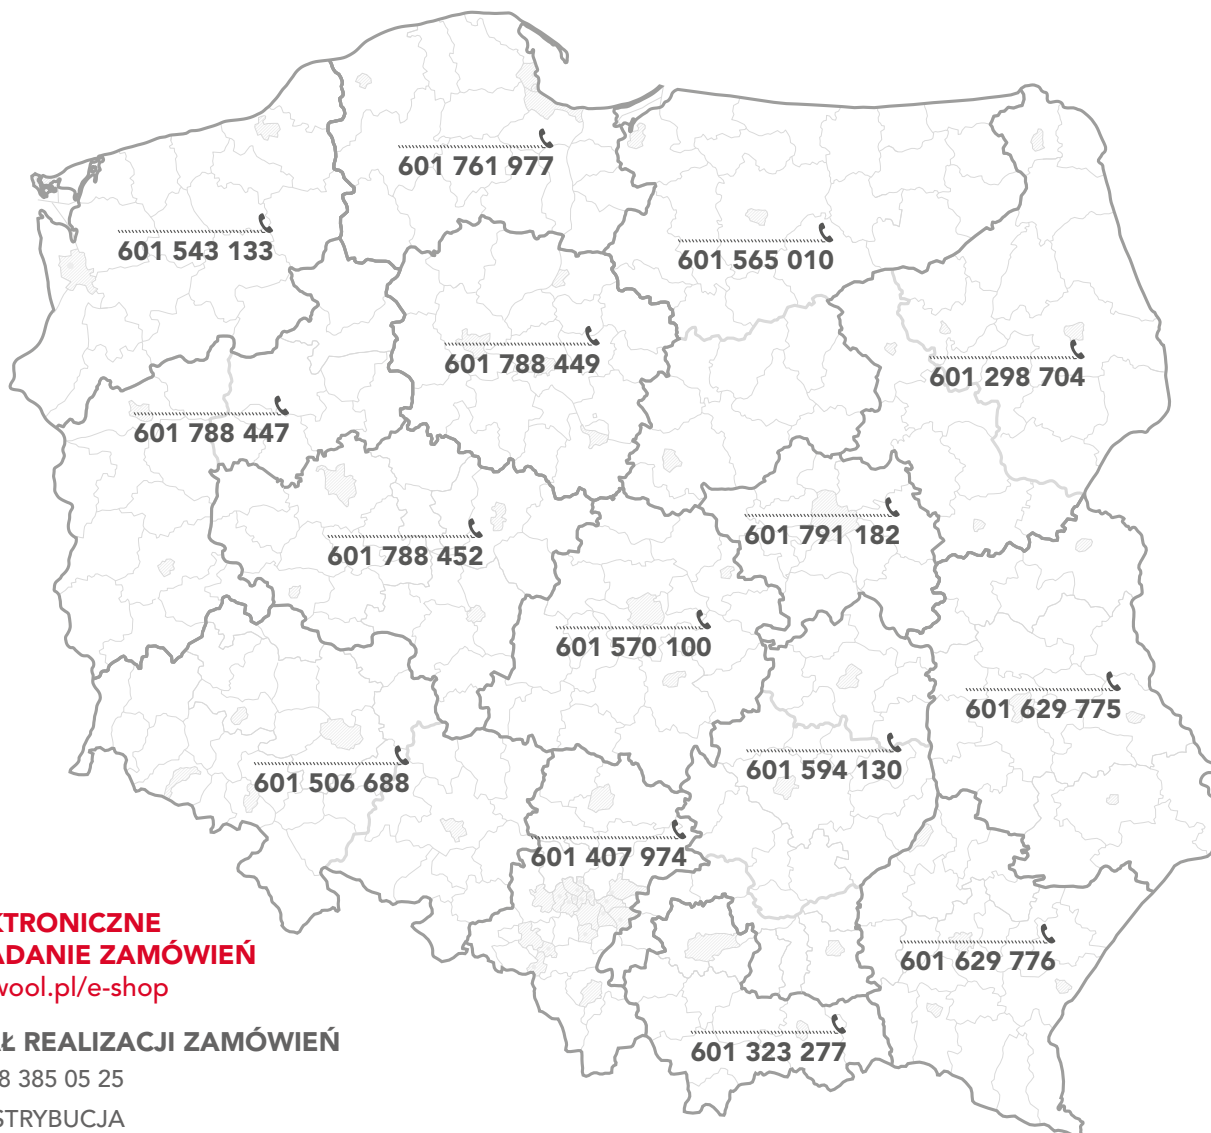 601 761 977
601 543 133
601 565 010
601 788 449
601 298 704
601 788 447
601 791 182
601 788 452
601 570 100
601 629 775
601 594 130
601 506 688
601 407 974
KTRONICZNE
ADANIE ZAMÓWIEŃ
wool.pl/e-shop
601 629 776
Ł REALIZACJI ZAMÓWIEŃ
601 323 277
8 385 05 25
STRYBUCJA